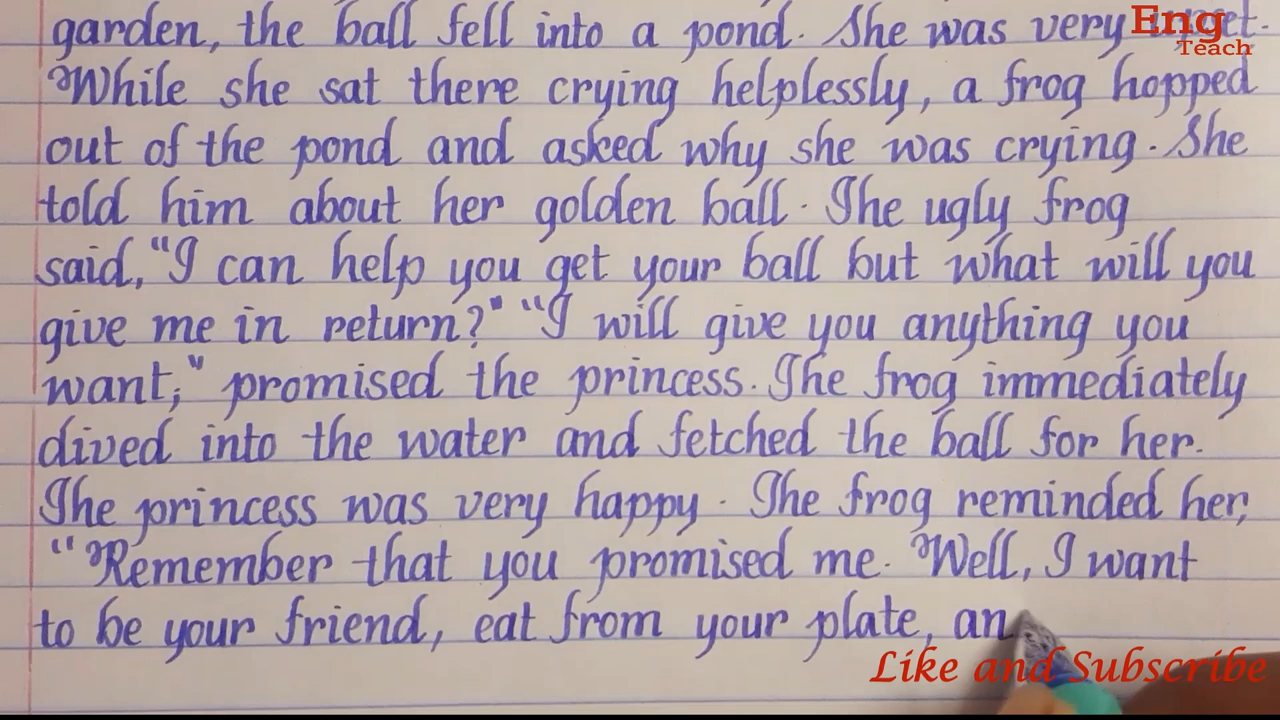 garden, the ball fell into a pond. She was very
Eng
Teach
While she sat there crying helplessly, a frog hopped
out of the pond and asked why she was crying. She
told him about her golden ball. The ugly frog
said, "I can help you get your ball but what will you
give me in return?" "I will give you anything you
want," promised the princess. The frog immediately
dived into the water and fetched the ball for her.
The princess was very happy. The frog reminded her,
"Remember that you promised me. Well, I want
to be your friend, eat from your plate, an
Like and Subscribe